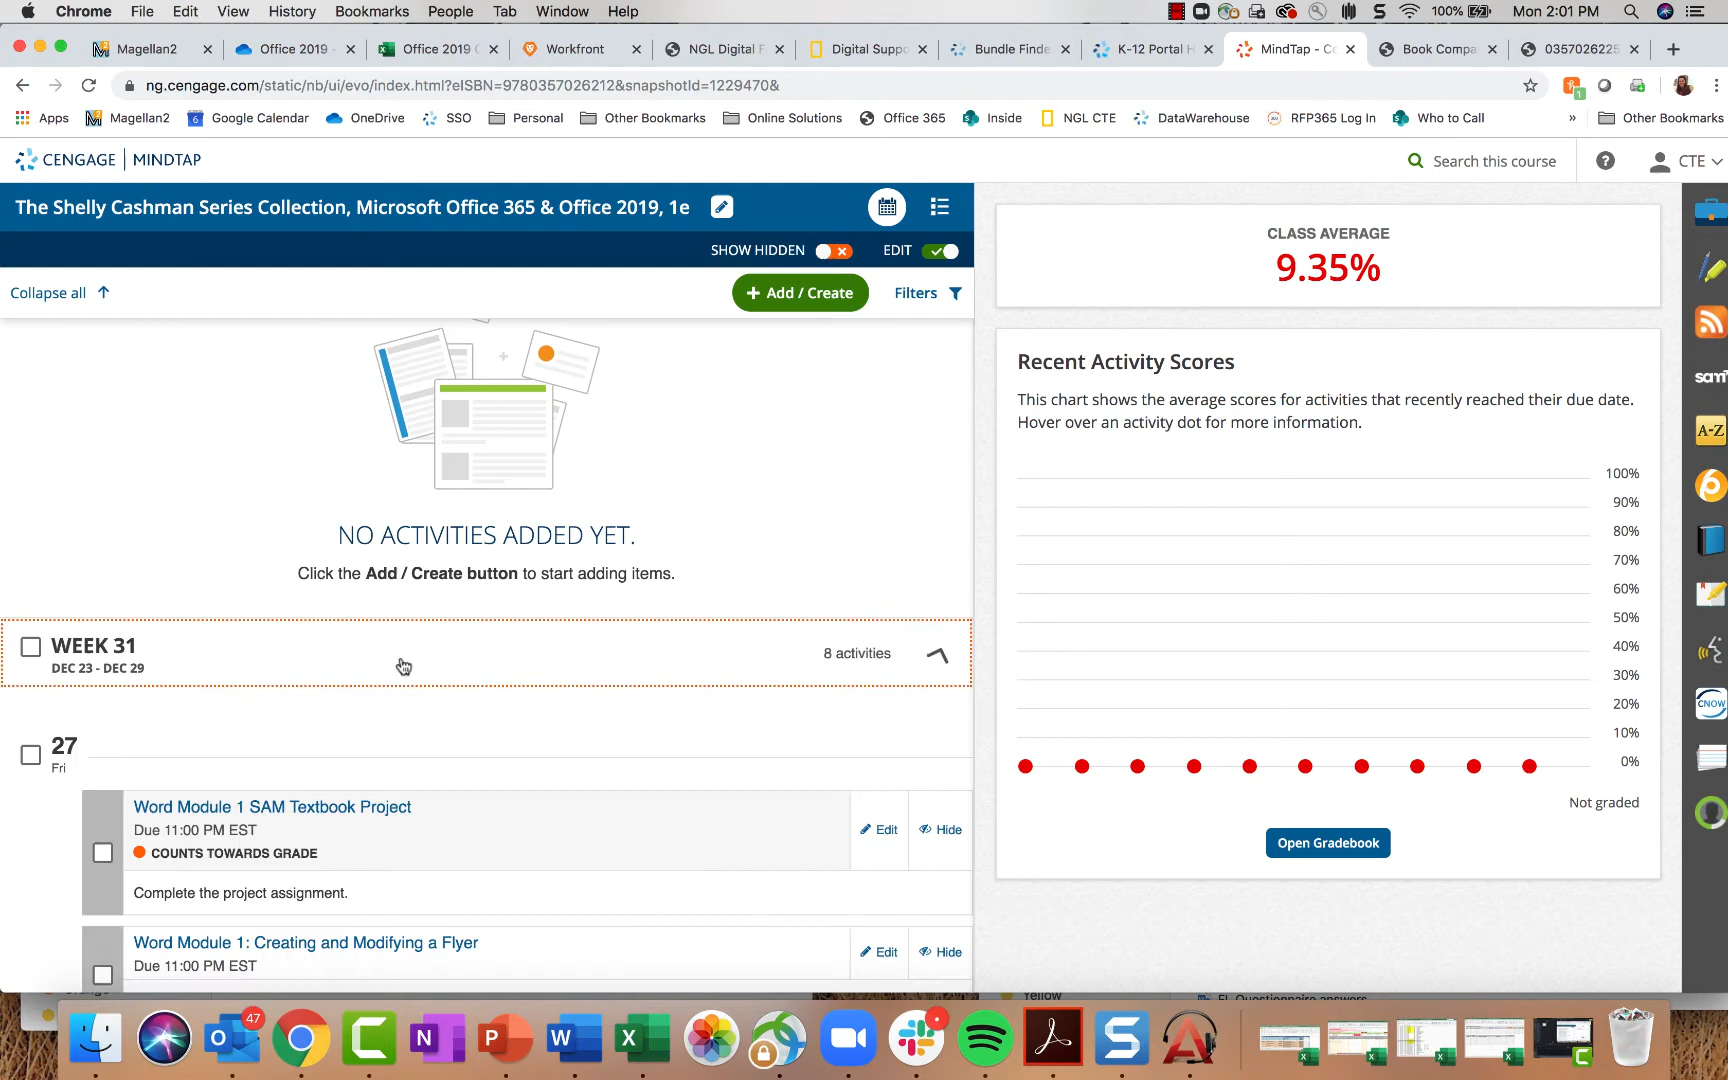 Chrome File Edit View History Bookmarks People Tab Window Help
100% Mon 2:01 PM
Magellan2
Office 2019 -
Office 2019
Workfront
NGL Digital F
Digital Suppo
Bundle Finde
K-12 Portal H
MindTap - Ce
Book Compa
0357026225
ng.cengage.com/static/nb/ui/evo/index.html?eISBN=9780357026212&snapshotId=1229470&
1
Apps Magellan2 Google Calendar OneDrive SSO Personal Other Bookmarks Online Solutions Office 365 Inside NGL CTE DataWarehouse RFP365 Log In Who to Call » Other Bookmarks
CENGAGE | MINDTAP
Search this course
CTE
The Shelly Cashman Series Collection, Microsoft Office 365 & Office 2019, 1e
SHOW HIDDEN
EDIT
Collapse all
+ Add / Create
Filters
NO ACTIVITIES ADDED YET.
Click the Add / Create button to start adding items.
WEEK 31
DEC 23 - DEC 29
8 activities
27
Fri
Word Module 1 SAM Textbook Project
Due 11:00 PM EST
COUNTS TOWARDS GRADE
Edit
Hide
Complete the project assignment.
Word Module 1: Creating and Modifying a Flyer
Due 11:00 PM EST
Edit
Hide
CLASS AVERAGE
9.35%
Recent Activity Scores
This chart shows the average scores for activities that recently reached their due date.
Hover over an activity dot for more information.
100%
90%
80%
70%
60%
50%
40%
30%
20%
10%
0%
Not graded
Open Gradebook
sam
A-Z
CNOW
Yellow
47